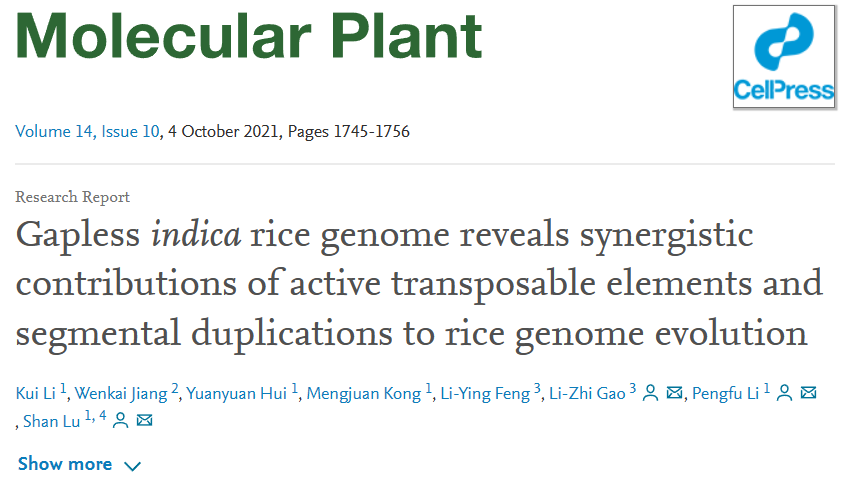 Molecular Plant
CellPress
Volume 14, Issue 10, 4 October 2021, Pages 1745-1756
Research Report
Gapless indica rice genome reveals synergistic
contributions of active transposable elements and
segmental duplications to rice genome evolution
Kui Li 1, Wenkai Jiang 2, Yuanyuan Hui 1, Mengjuan Kong 1, Li-Ying Feng 3, Li-Zhi Gao 3, Pengfu Li 1
, Shan Lu 1, 4
Show more